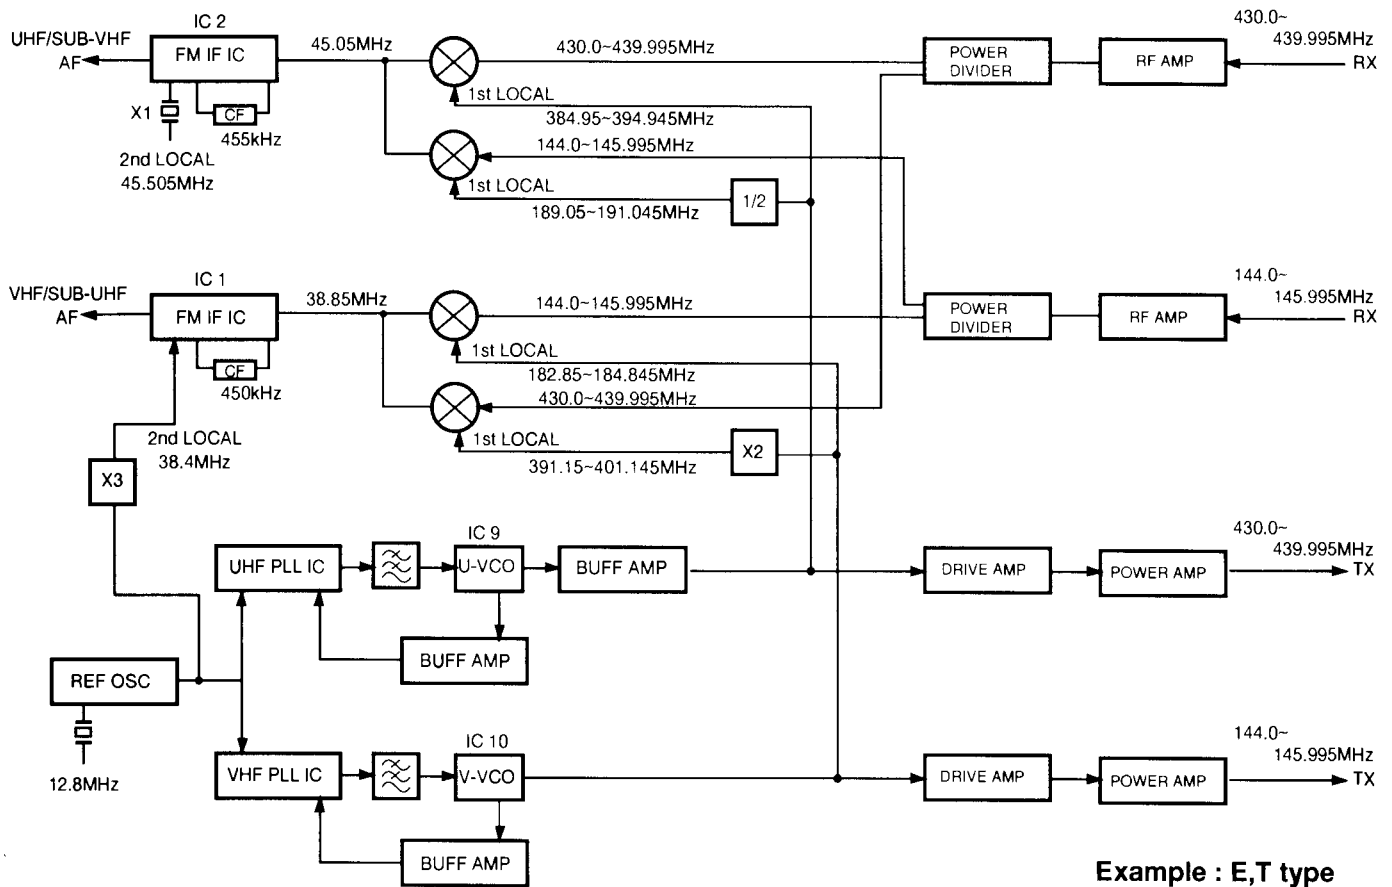 IC 2
UHF/SUB-VHF
AF
FM IF IC
X1
CF
455kHz
2nd LOCAL
45.505MHz
45.05MHz
430.0~439.995MHz
1st LOCAL
384.95~394.945MHz
144.0~145.995MHz
1st LOCAL
189.05~191.045MHz
1/2
POWER
DIVIDER
RF AMP
430.0~
439.995MHz
RX
IC 1
VHF/SUB-UHF
AF
FM IF IC
CF
450kHz
2nd LOCAL
38.4MHz
X3
38.85MHz
144.0~145.995MHz
1st LOCAL
182.85~184.845MHz
430.0~439.995MHz
1st LOCAL
391.15~401.145MHz
X2
POWER
DIVIDER
RF AMP
144.0~
145.995MHz
RX
UHF PLL IC
IC 9
U-VCO
BUFF AMP
BUFF AMP
DRIVE AMP
POWER AMP
430.0~
439.995MHz
TX
REF OSC
12.8MHz
VHF PLL IC
IC 10
V-VCO
BUFF AMP
DRIVE AMP
POWER AMP
144.0~
145.995MHz
TX
Example : E,T type